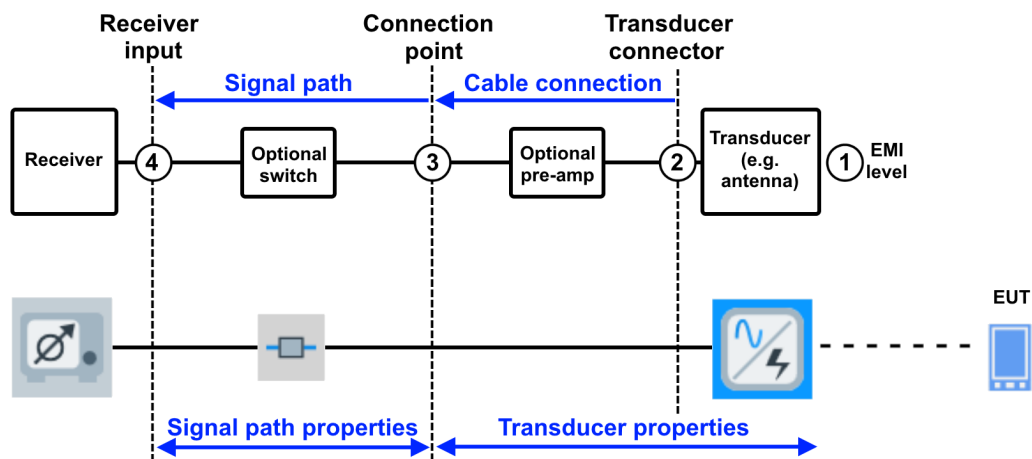 Receiver
input
Connection
point
Transducer
connector
Signal path
Cable connection
Receiver
4
Optional
switch
3
Optional
pre-amp
2
Transducer
(e.g.
antenna)
1
EMI
level
EUT
Signal path properties
Transducer properties